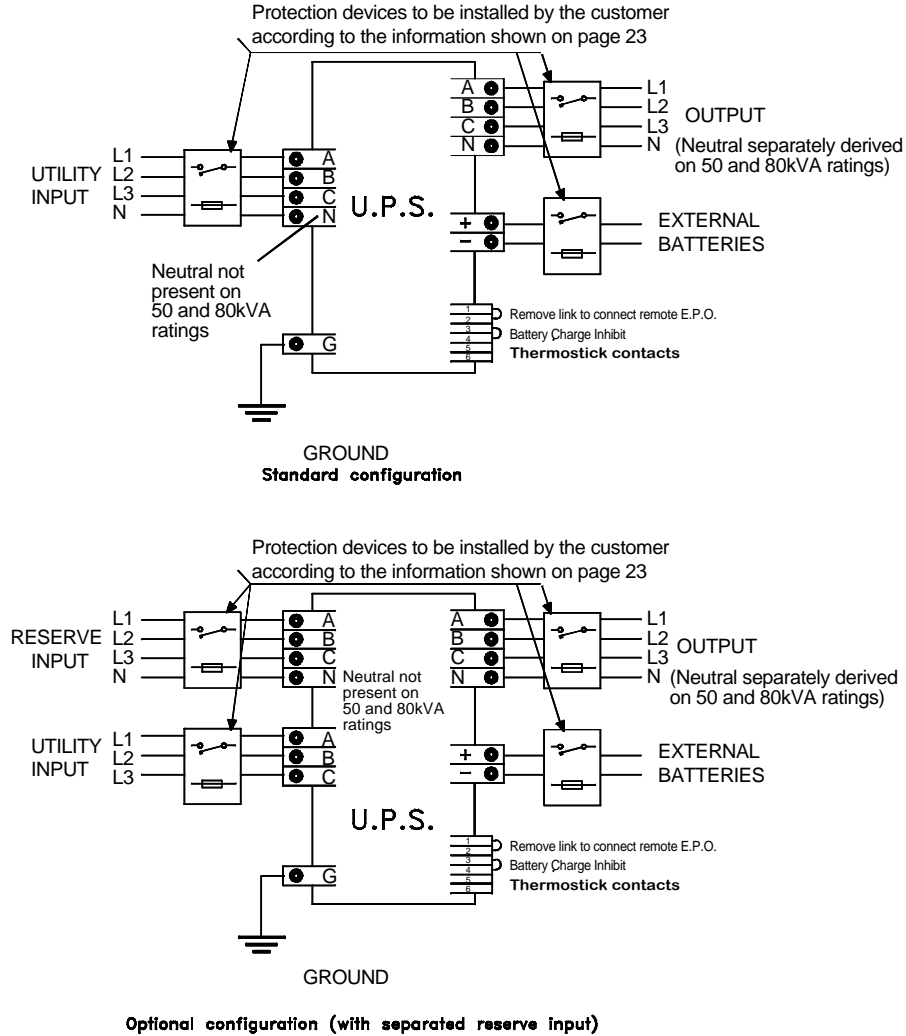 Protection devices to be installed by the customer
according to the information shown on page 23
A
B
C
N
L1
L2
L3
N
OUTPUT
(Neutral separately derived
on 50 and 80kVA ratings)
UTILITY
INPUT
L1
L2
L3
N
A
B
C
N
U.P.S.
+
−
EXTERNAL
BATTERIES
Neutral not
present on
50 and 80kVA
ratings
1
2
3
4
5
6
Remove link to connect remote E.P.O.
Battery Charge Inhibit
Thermostick contacts
G
GROUND
Standard configuration
Protection devices to be installed by the customer
according to the information shown on page 23
RESERVE
INPUT
L1
L2
L3
N
A
B
C
N
Neutral not
present on
50 and 80kVA
ratings
A
B
C
N
L1
L2
L3
N
OUTPUT
(Neutral separately derived
on 50 and 80kVA ratings)
UTILITY
INPUT
L1
L2
L3
A
B
C
+
−
EXTERNAL
BATTERIES
U.P.S.
1
2
3
4
5
6
Remove link to connect remote E.P.O.
Battery Charge Inhibit
Thermostick contacts
G
GROUND
Optional configuration (with separated reserve input)